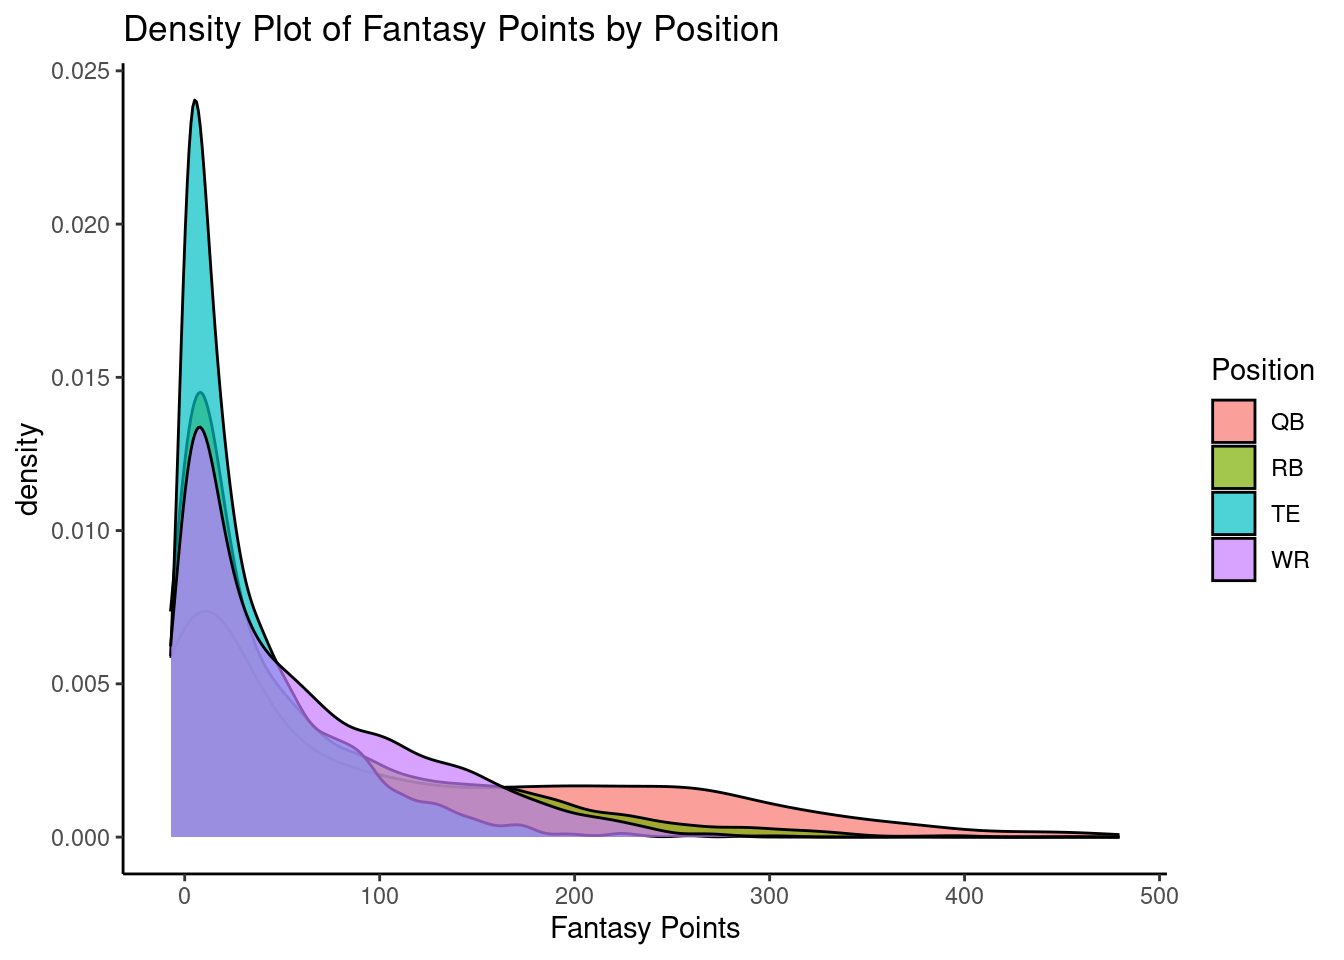 Density Plot of Fantasy Points by Position
0.025
0.020
0.015
0.010
0.005
0.000
density
0
100
200
300
400
500
Fantasy Points
Position
QB
RB
TE
WR